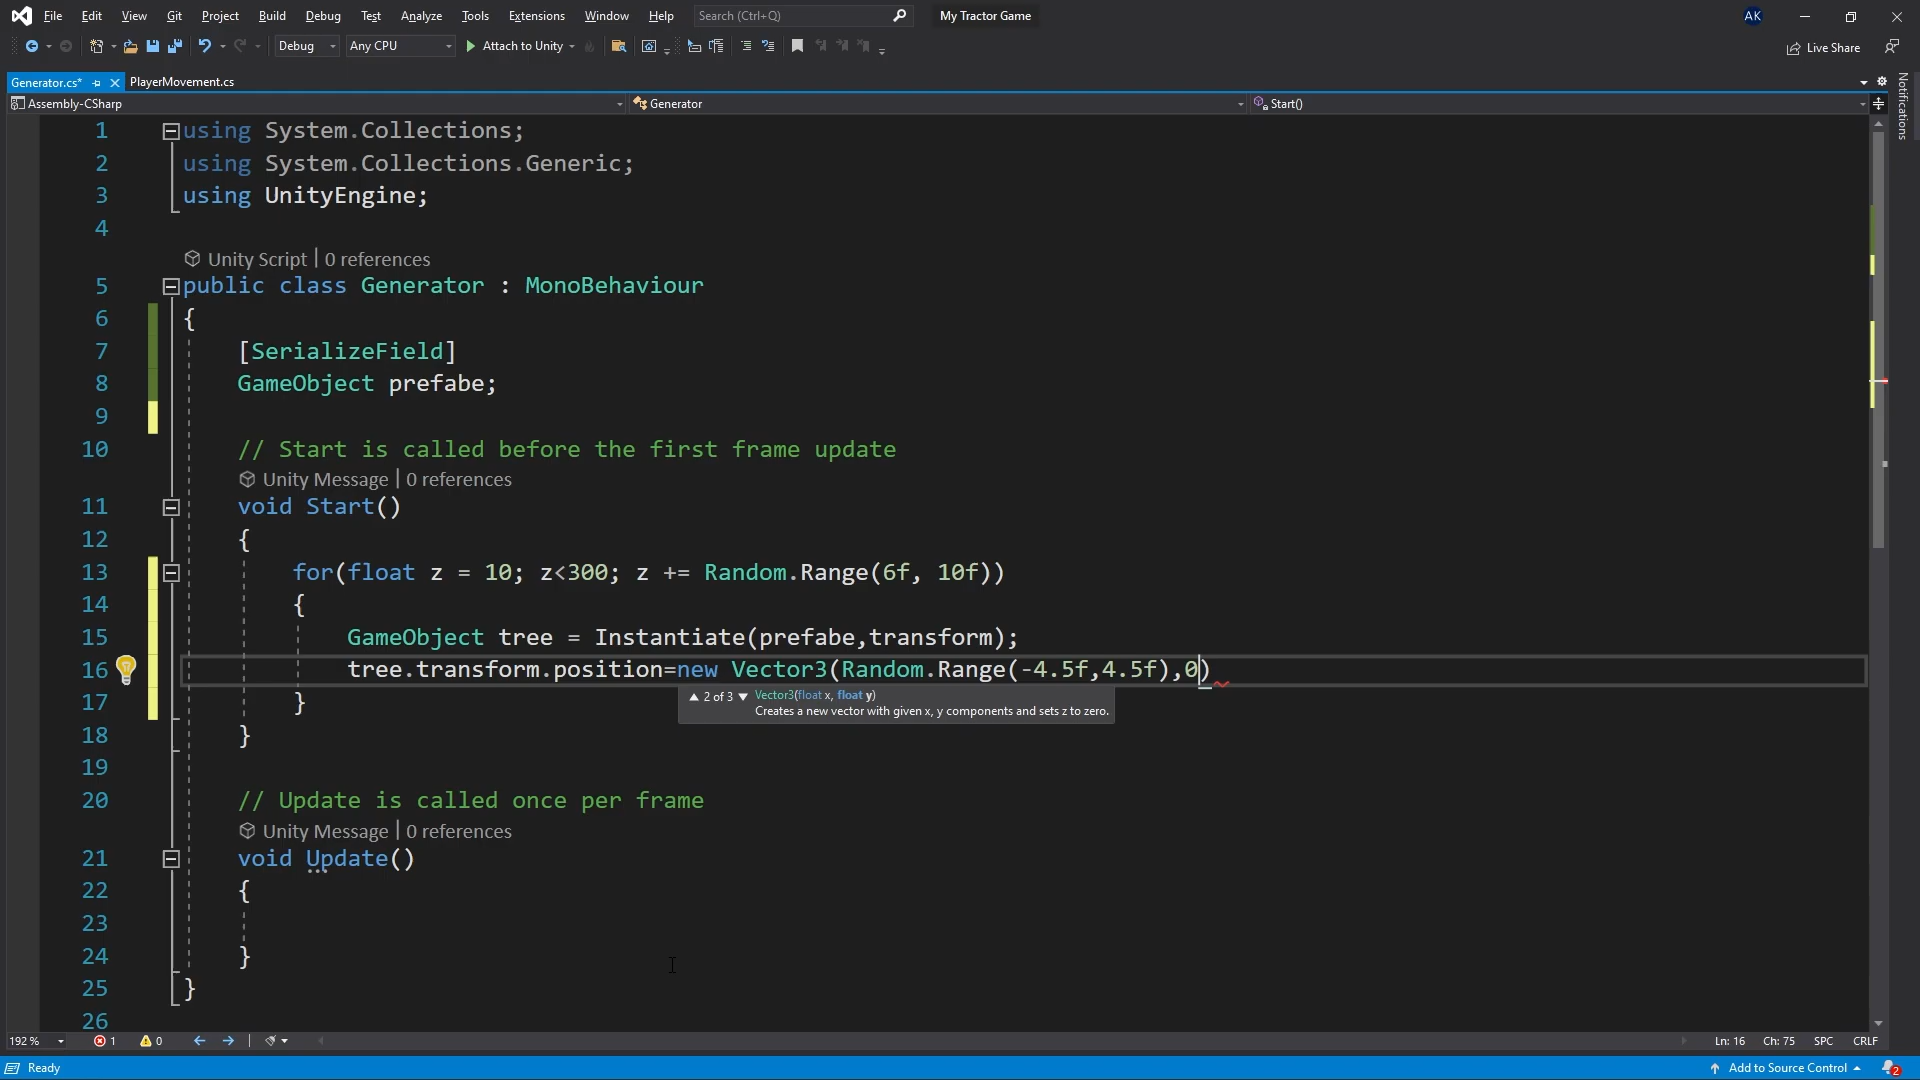 File Edit View Git Project Build Debug Test Analyze Tools Extensions Window Help Search (Ctrl+Q) My Tractor Game AK
Debug Any CPU Attach to Unity Live Share
Generator.cs* PlayerMovement.cs
Notifications
Assembly-CSharp Generator Start()
1 using System.Collections;
2 using System.Collections.Generic;
3 using UnityEngine;
4
Unity Script | 0 references
5 public class Generator : MonoBehaviour
6 {
7 [SerializeField]
8 GameObject prefabe;
9
10 // Start is called before the first frame update
Unity Message | 0 references
11 void Start()
12 {
13 for(float z = 10; z<300; z += Random.Range(6f, 10f))
14 {
15 GameObject tree = Instantiate(prefabe,transform);
16 tree.transform.position=new Vector3(Random.Range(-4.5f,4.5f),0)
17 }
2 of 3 Vector3(float x, float y)
Creates a new vector with given x, y components and sets z to zero.
18 }
19
20 // Update is called once per frame
Unity Message | 0 references
21 void Update()
22 {
23
24 }
25 }
26
192 % 1 0 Ln: 16 Ch: 75 SPC CRLF
Ready Add to Source Control 2